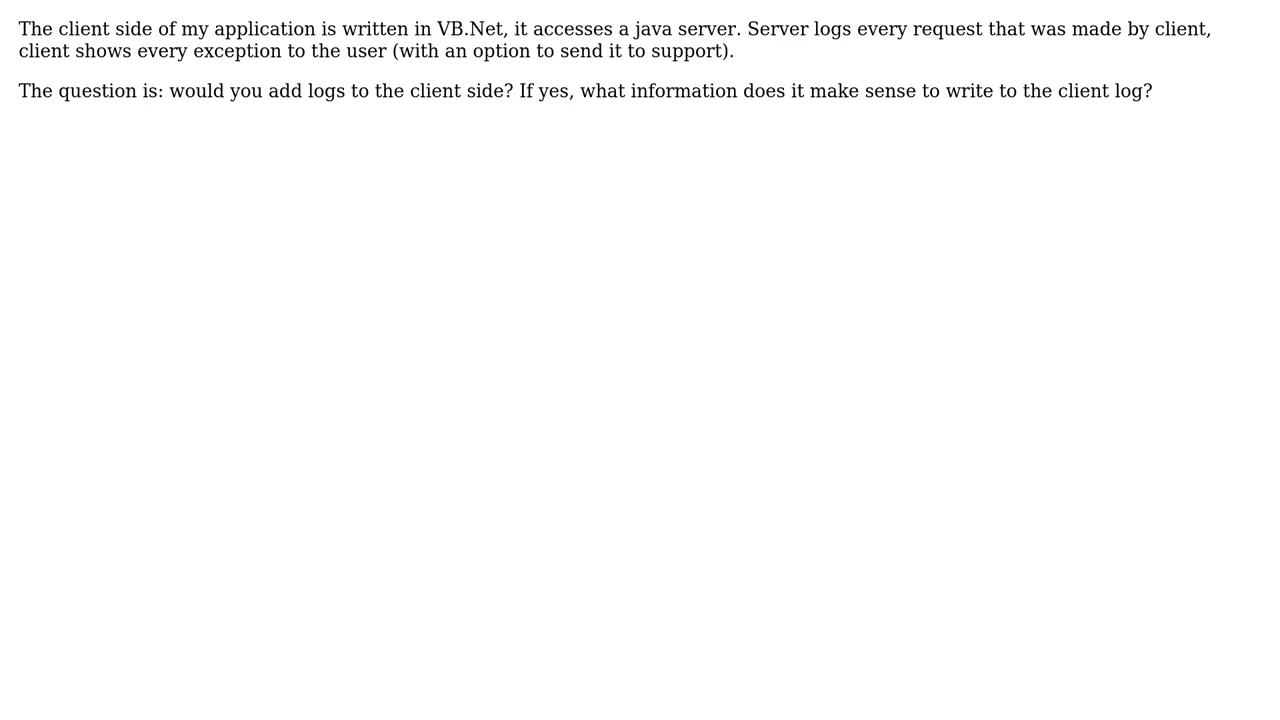 The client side of my application is written in VB.Net, it accesses a java server. Server logs every request that was made by client,
client shows every exception to the user (with an option to send it to support).
The question is: would you add logs to the client side? If yes, what information does it make sense to write to the client log?